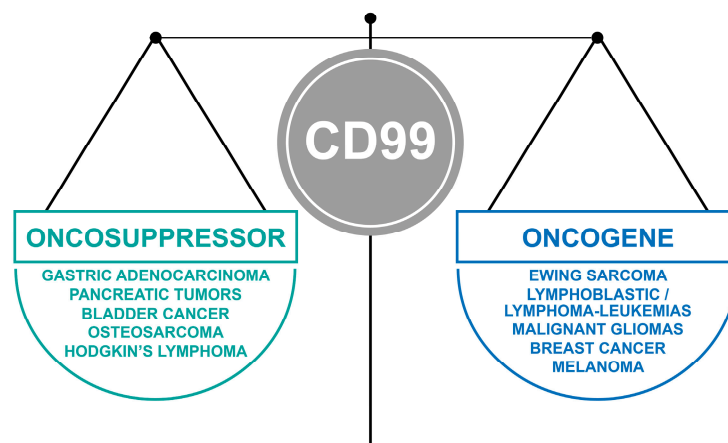 CD99
ONCOSUPPRESSOR
GASTRIC ADENOCARCINOMA
PANCREATIC TUMORS
BLADDER CANCER
OSTEOSARCOMA
HODGKIN'S LYMPHOMA
ONCOGENE
EWING SARCOMA
LYMPHOBLASTIC /
LYMPHOMA-LEUKEMIAS
MALIGNANT GLIOMAS
BREAST CANCER
MELANOMA